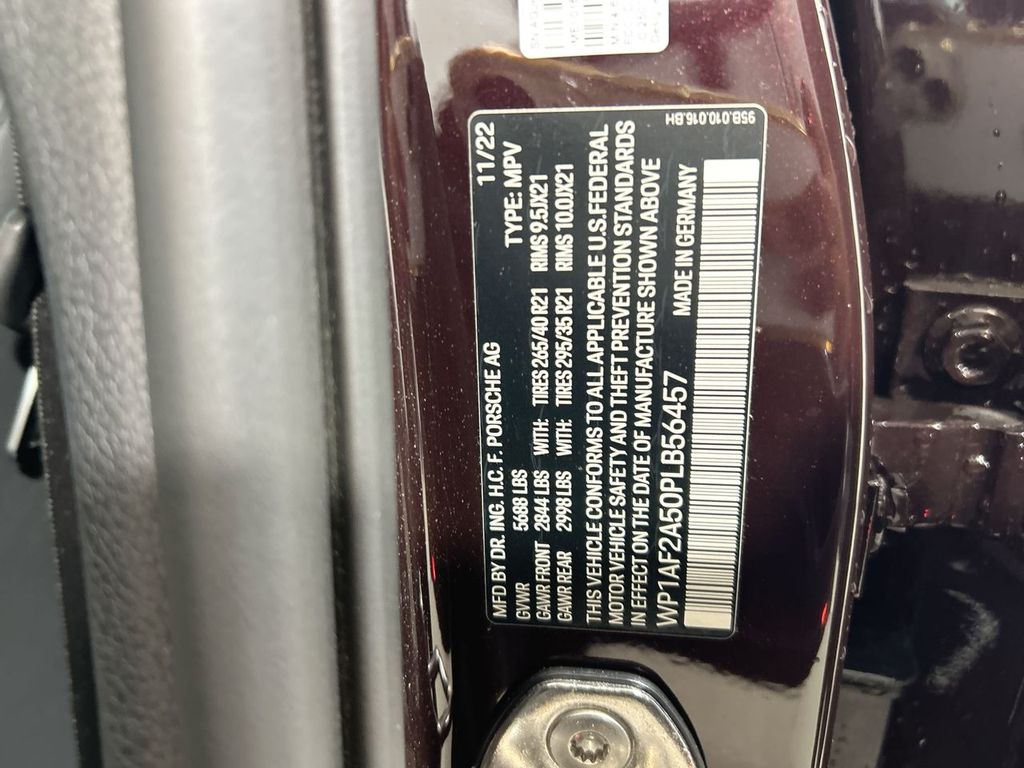 MFD BY DR. ING. H.C. F. PORSCHE AG 11/22
GVWR 5688 LBS TYPE: MPV
GAWR FRONT 2844 LBS WITH: TIRES 265/40 R21 RIMS 9.5JX21
GAWR REAR 2998 LBS WITH: TIRES 295/35 R21 RIMS 10.0JX21
THIS VEHICLE CONFORMS TO ALL APPLICABLE U.S. FEDERAL
MOTOR VEHICLE SAFETY AND THEFT PREVENTION STANDARDS
IN EFFECT ON THE DATE OF MANUFACTURE SHOWN ABOVE
WP1AF2A50PLB56457 MADE IN GERMANY
95B.010.016.BH